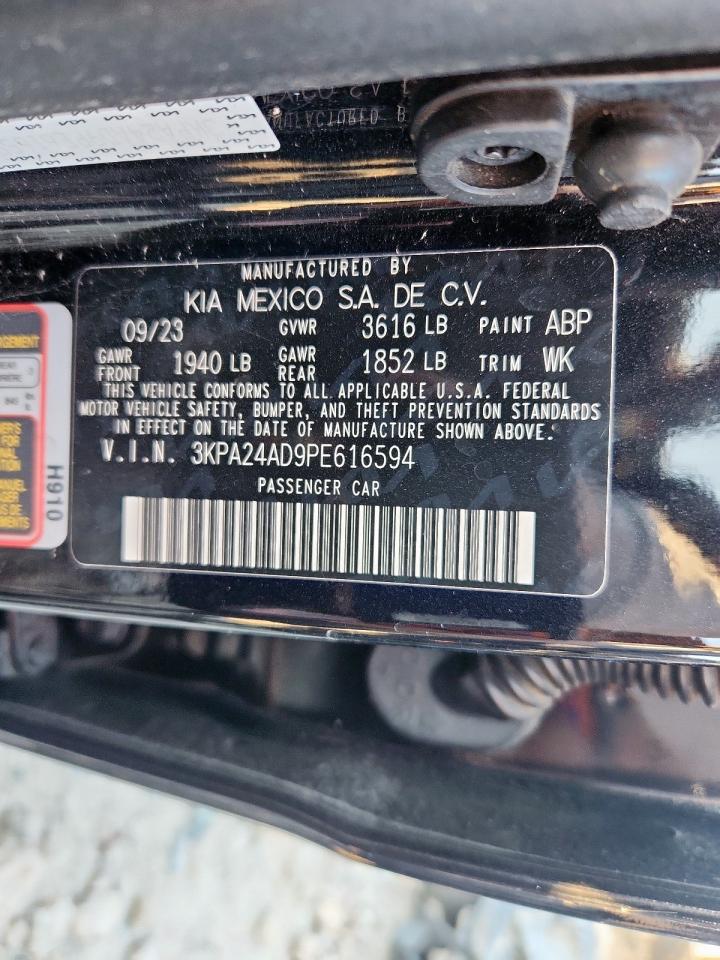 MANUFACTURED BY
KIA MEXICO S.A. DE C.V.
09/23 GVWR 3616 LB PAINT ABP
GAWR FRONT 1940 LB GAWR REAR 1852 LB TRIM WK
THIS VEHICLE CONFORMS TO ALL APPLICABLE U.S.A. FEDERAL
MOTOR VEHICLE SAFETY, BUMPER, AND THEFT PREVENTION STANDARDS
IN EFFECT ON THE DATE OF MANUFACTURE SHOWN ABOVE.
V.I.N. 3KPA24AD9PE616594
PASSENGER CAR
H910